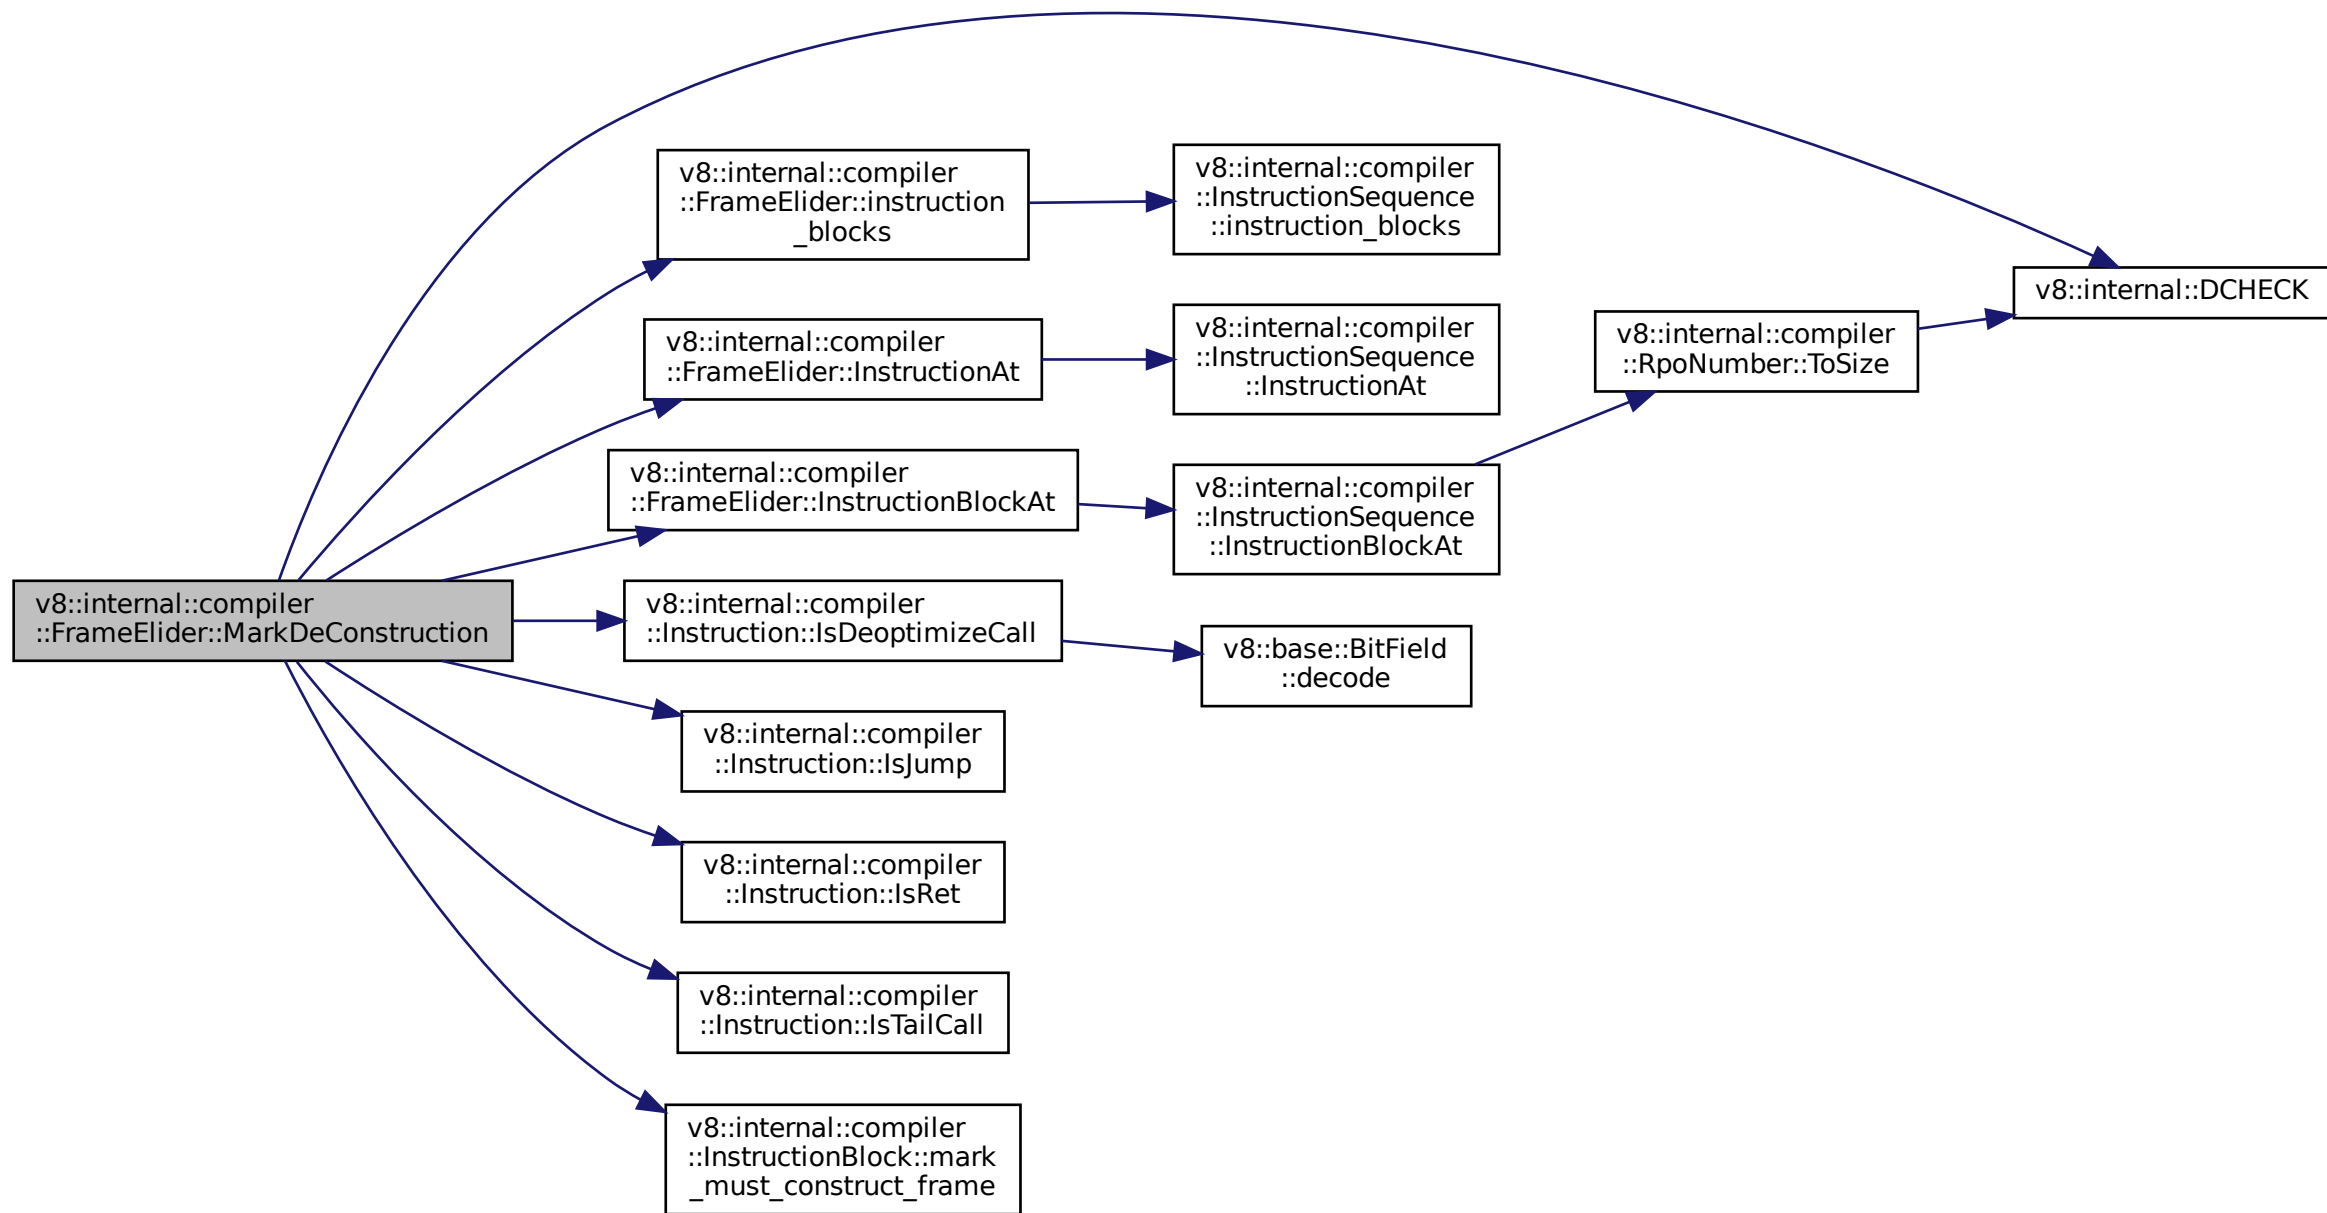 v8::internal::compiler
::FrameElider::MarkDeConstruction
v8::internal::compiler
::FrameElider::instruction
_blocks
v8::internal::compiler
::InstructionSequence
::instruction_blocks
v8::internal::compiler
::FrameElider::InstructionAt
v8::internal::compiler
::InstructionSequence
::InstructionAt
v8::internal::compiler
::FrameElider::InstructionBlockAt
v8::internal::compiler
::InstructionSequence
::InstructionBlockAt
v8::internal::compiler
::RpoNumber::ToSize
v8::internal::DCHECK
v8::internal::compiler
::Instruction::IsDeoptimizeCall
v8::base::BitField
::decode
v8::internal::compiler
::Instruction::IsJump
v8::internal::compiler
::Instruction::IsRet
v8::internal::compiler
::Instruction::IsTailCall
v8::internal::compiler
::InstructionBlock::mark
_must_construct_frame